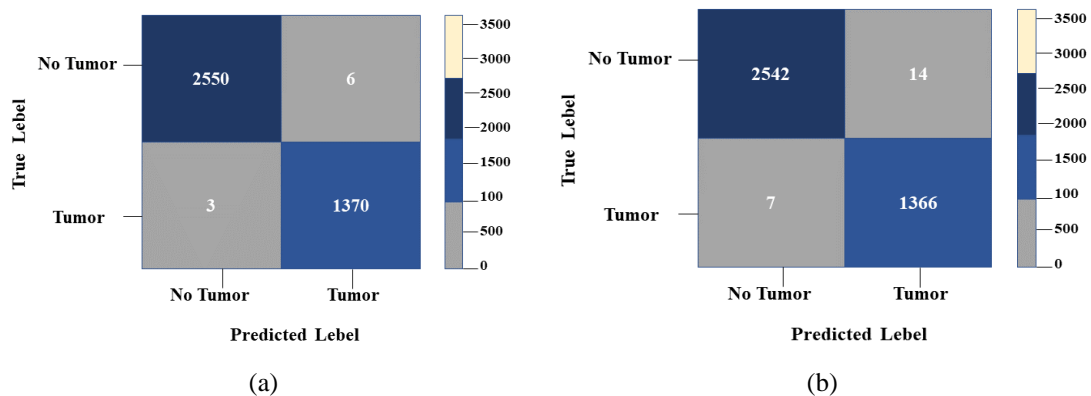 True Lebel
No Tumor
Tumor
2550
6
3
1370
No Tumor
Tumor
Predicted Lebel
3500
3000
2500
2000
1500
100
500
0
(a)
True Lebel
No Tumor
Tumor
2542
14
7
1366
No Tumor
Tumor
Predicted Lebel
3500
3000
2500
2000
1500
100
500
0
(b)